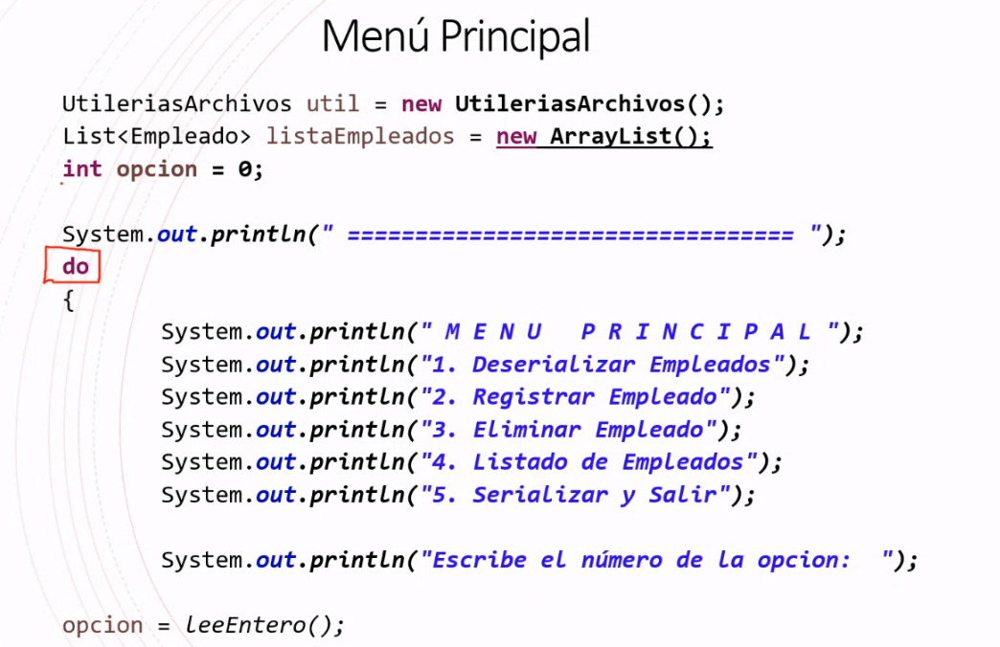 Menú Principal
UtileriasArchivos util = new UtileriasArchivos();
List<Empleado> listaEmpleados = new ArrayList();
int opcion = 0;
System.out.println(" ================================= ");
do
{
System.out.println(" M E N U   P R I N C I P A L ");
System.out.println("1. Deserializar Empleados");
System.out.println("2. Registrar Empleado");
System.out.println("3. Eliminar Empleado");
System.out.println("4. Listado de Empleados");
System.out.println("5. Serializar y Salir");
System.out.println("Escribe el número de la opcion:  ");
opcion = leeEntero();